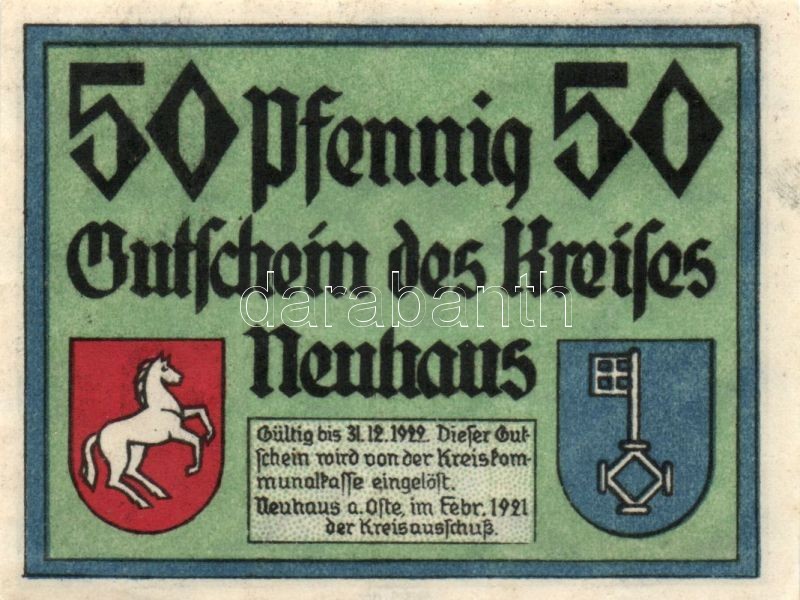 50 Pfennig 50
Gutſchein des Kreiſes
Neuhaus
Gültig bis 31.12.1922. Dieſer Gut-
ſchein wird von der Kreiskom-
munalkaſſe eingelöſt.
Neuhaus a. Oſte, im Febr. 1921
der Kreisausſchuß.
darabanth